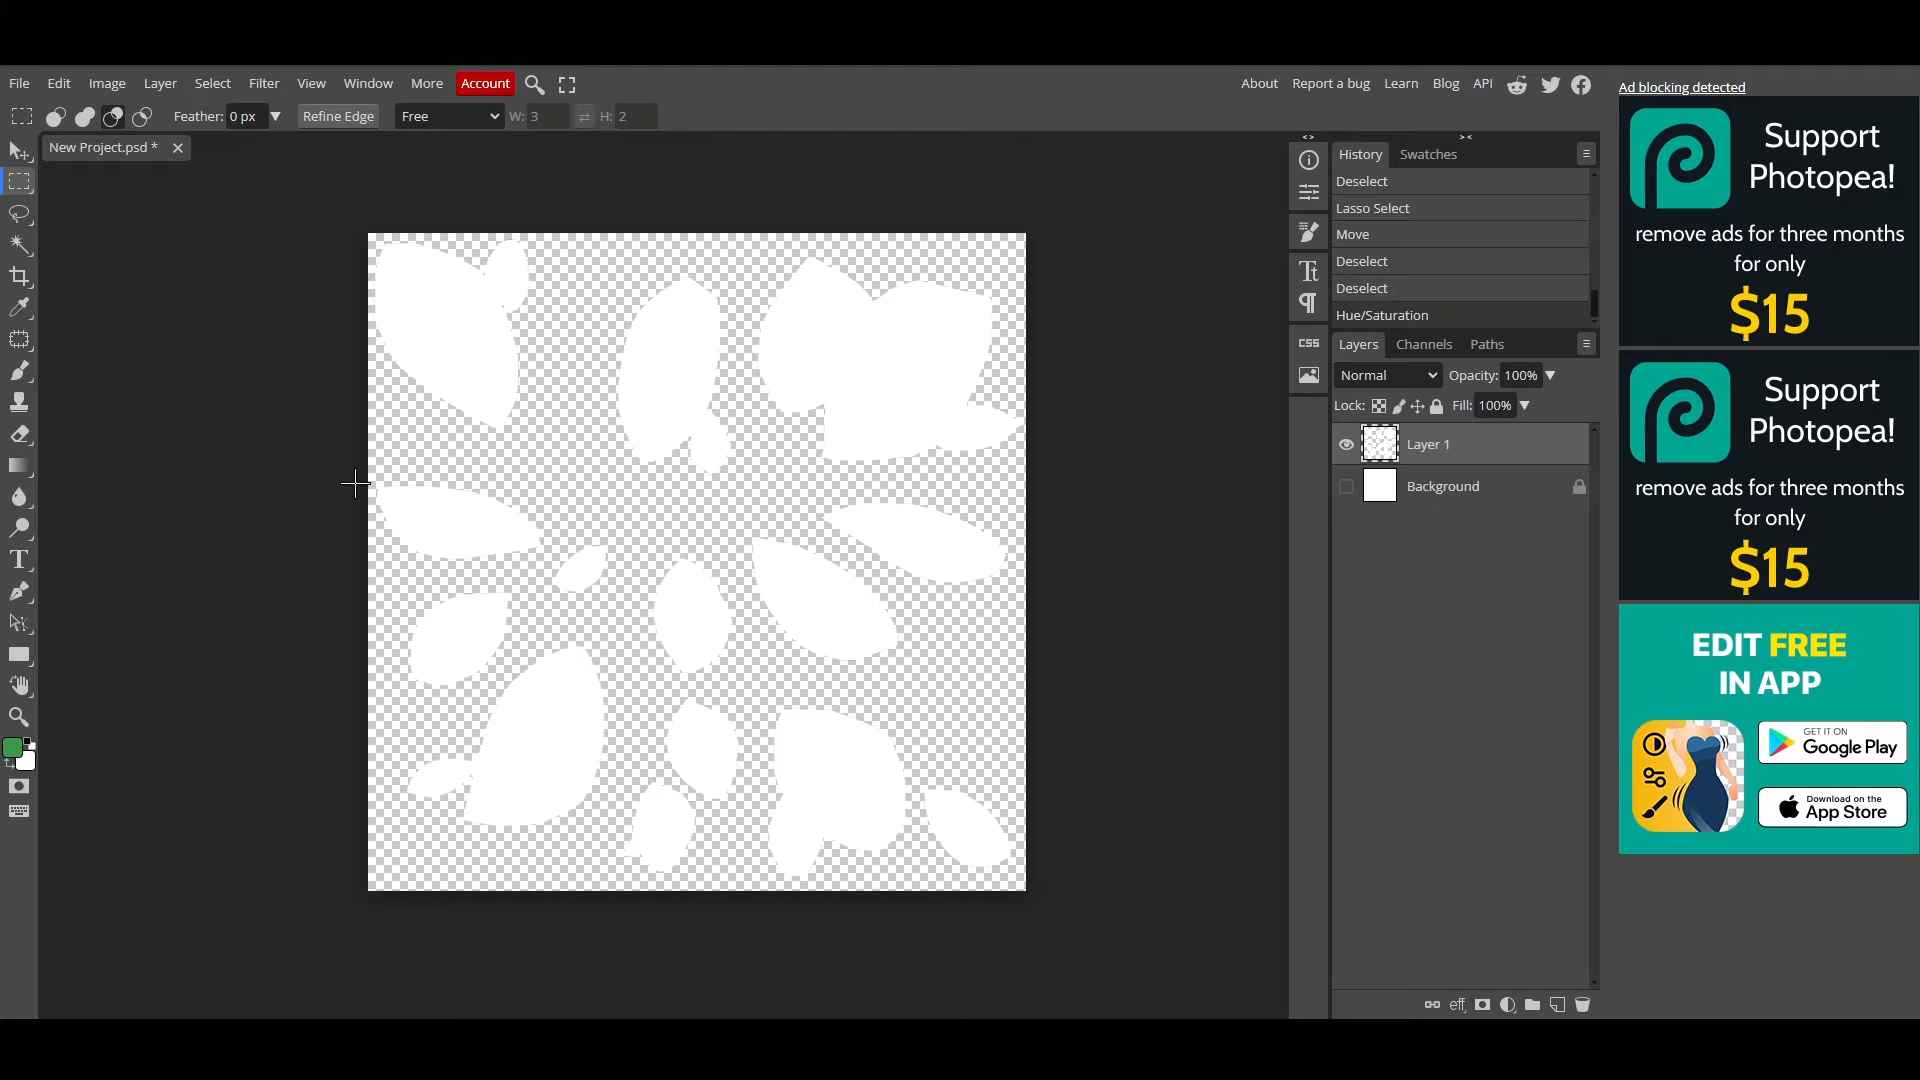 File Edit Image Layer Select Filter View Window More Account
About Report a bug Learn Blog API
Ad blocking detected
Feather: 0 px Refine Edge Free W: 3 H: 2
New Project.psd *
History Swatches
Deselect
Lasso Select
Move
Deselect
Deselect
Hue/Saturation
Layers Channels Paths
Normal Opacity: 100%
Lock: Fill: 100%
Layer 1
Background
CSS
eff
Support
Photopea!
remove ads for three months
for only
$15
Support
Photopea!
remove ads for three months
for only
$15
EDIT FREE
IN APP
GET IT ON
Google Play
Download on the
App Store